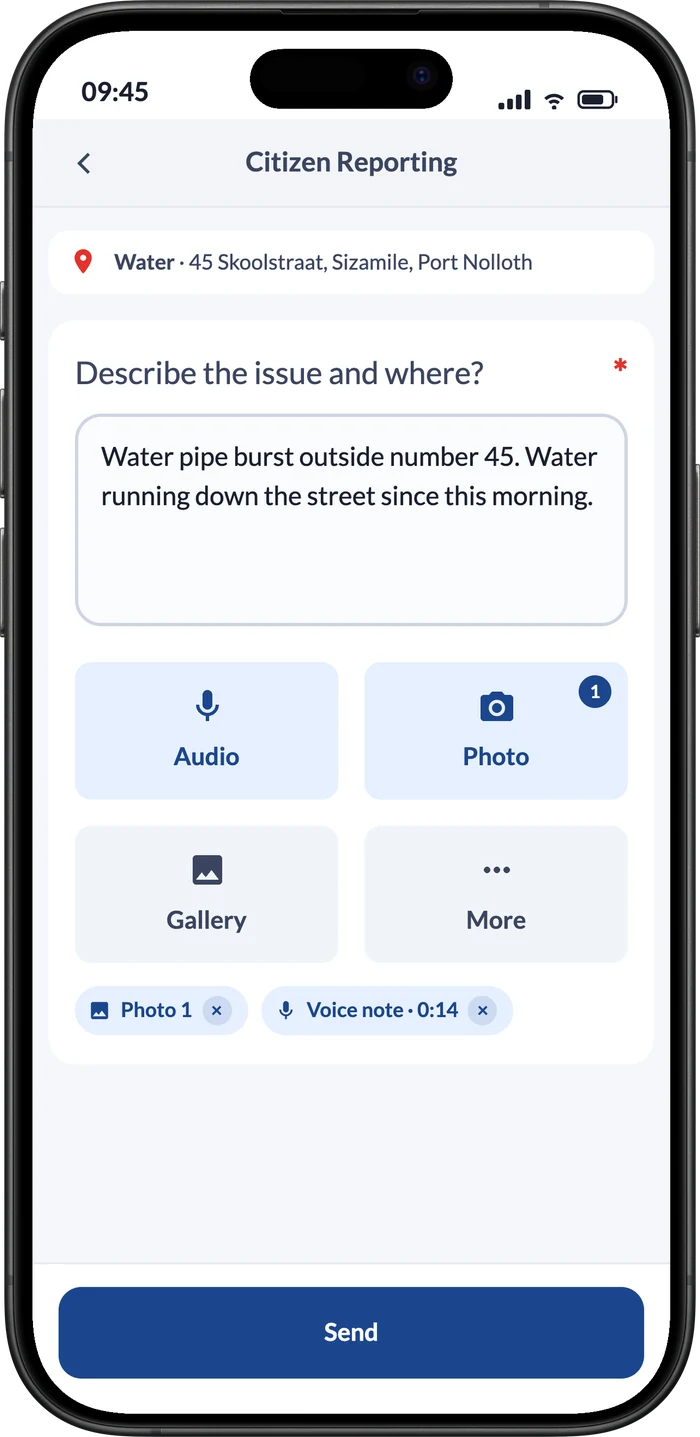 09:45
Citizen Reporting
Water · 45 Skoolstraat, Sizamile, Port Nolloth
Describe the issue and where? *
Water pipe burst outside number 45. Water
running down the street since this morning.
Audio
Photo 1
Gallery
More
Photo 1 ×
Voice note · 0:14 ×
Send